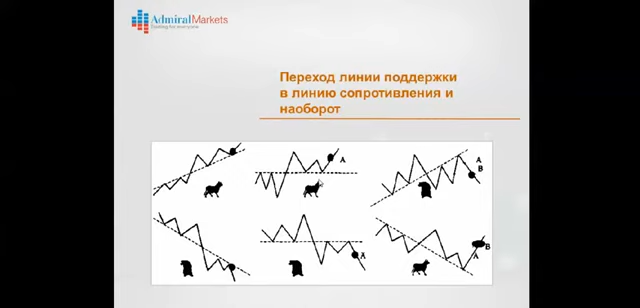 AdmiralMarkets
Переход линии поддержки
в линию сопротивления и
наоборот
A
A
B
A
B
A